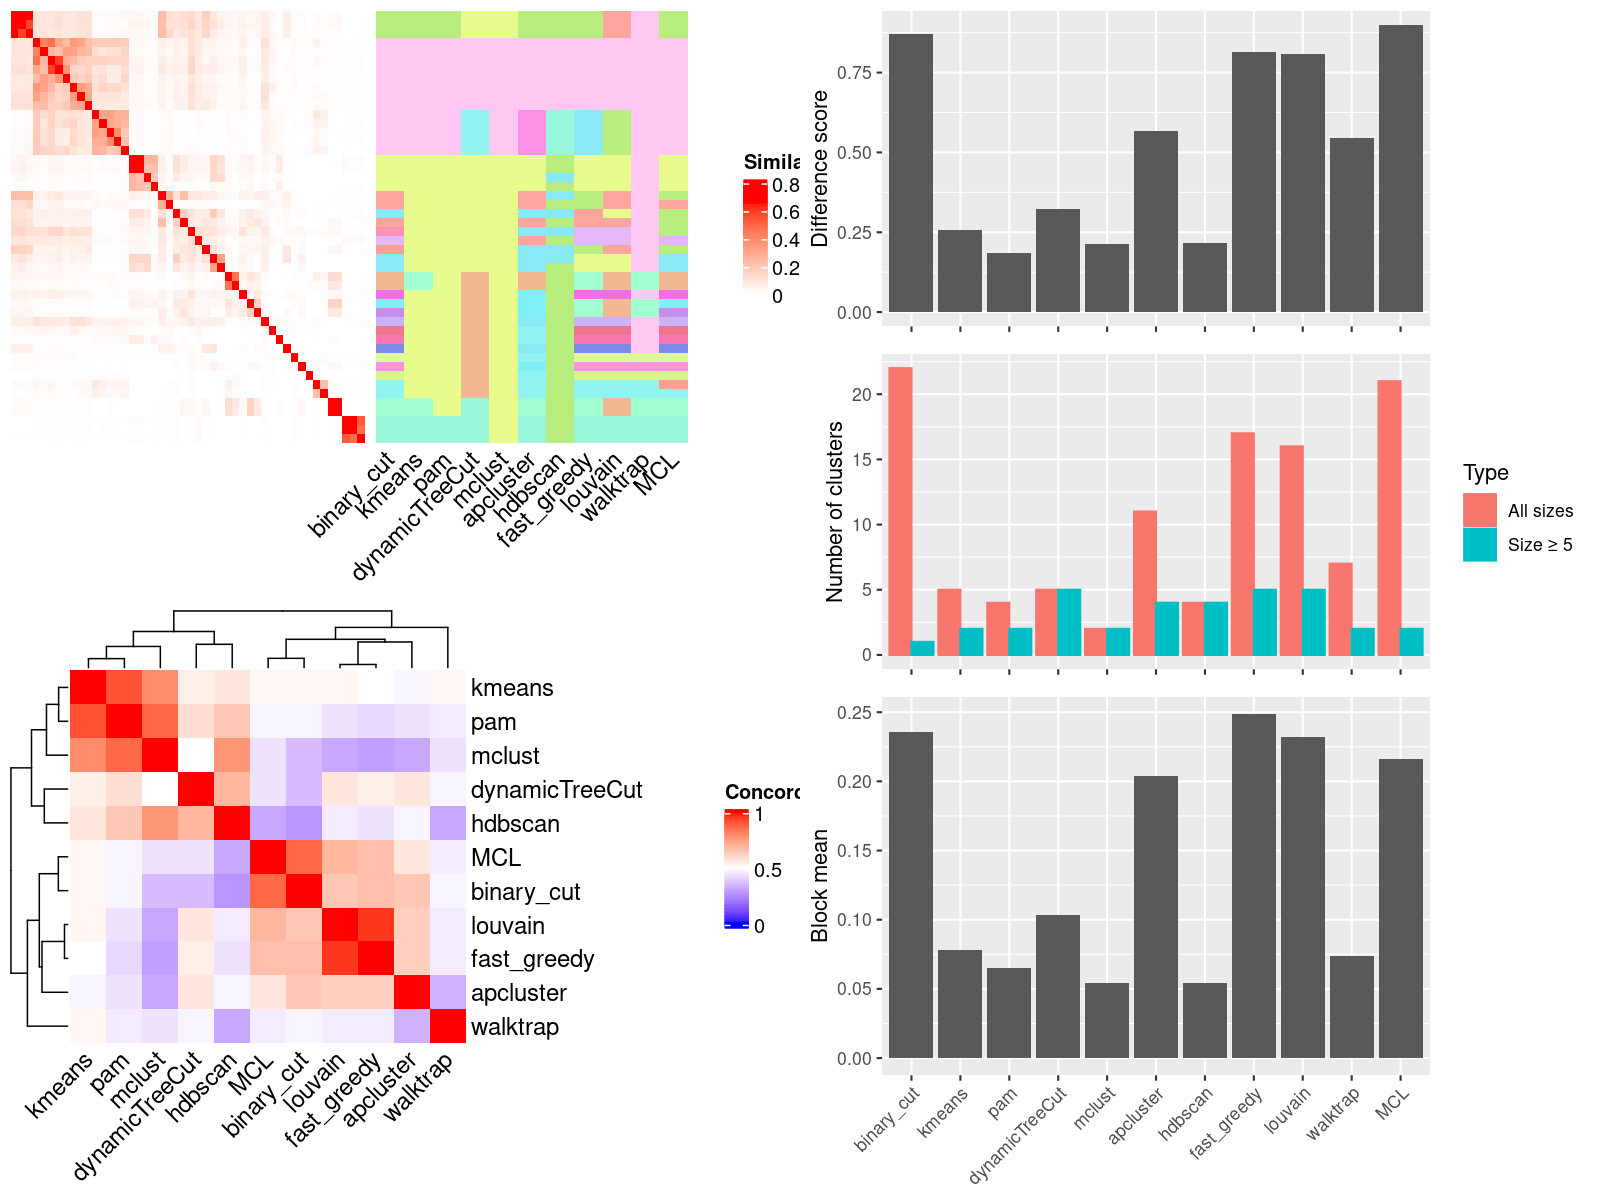 Simila
0.8
0.6
0.4
0.2
0
binary_cut
kmeans
pam
dynamicTreeCut
mclust
apcluster
hdbscan
fast_greedy
louvain
walktrap
MCL
Difference score
0.75
0.50
0.25
0.00
Number of clusters
20
15
10
5
0
Type
All sizes
Size ≥ 5
kmeans
pam
mclust
dynamicTreeCut
hdbscan
MCL
binary_cut
louvain
fast_greedy
apcluster
walktrap
kmeans
pam
mclust
dynamicTreeCut
hdbscan
MCL
binary_cut
louvain
fast_greedy
apcluster
walktrap
Concord
1
0.5
0
Block mean
0.25
0.20
0.15
0.10
0.05
0.00
binary_cut
kmeans
pam
dynamicTreeCut
mclust
apcluster
hdbscan
fast_greedy
louvain
walktrap
MCL